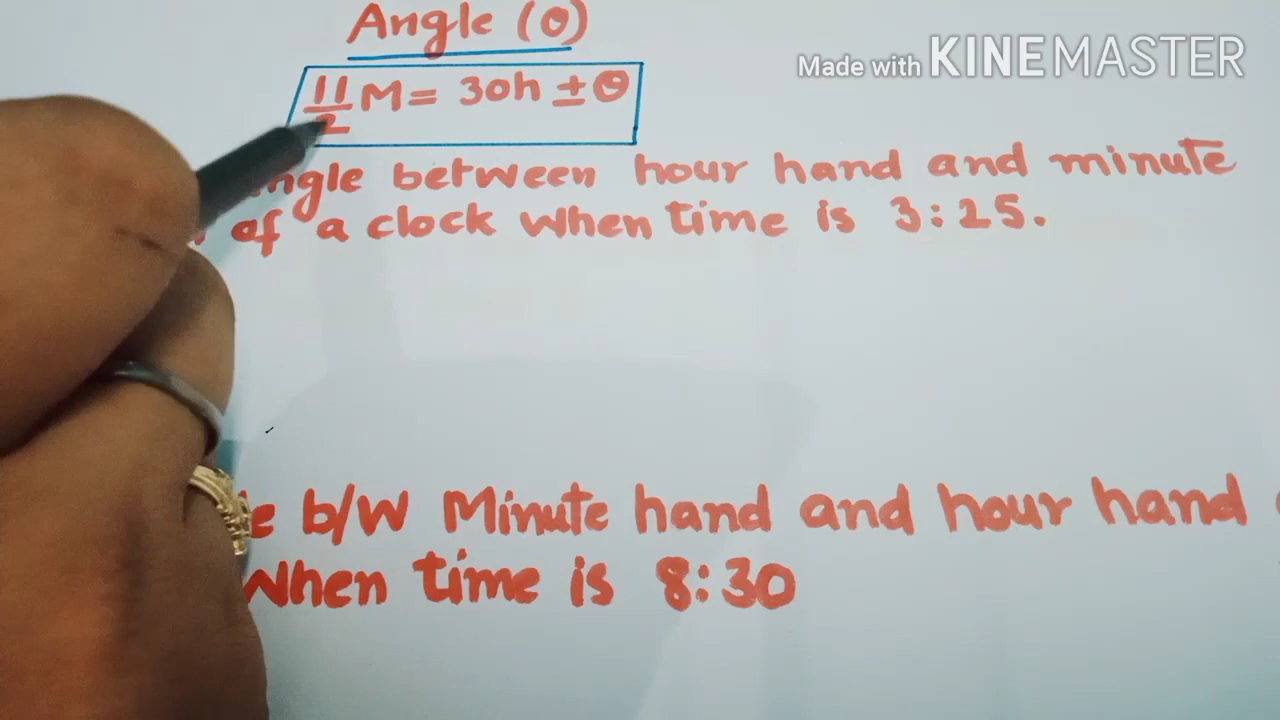 Angle (θ)
Made with KINEMASTER
11/2 M = 30h ± θ
between hour hand and minute
of a clock when time is 3:25.
b/w Minute hand and hour hand
When time is 8:30